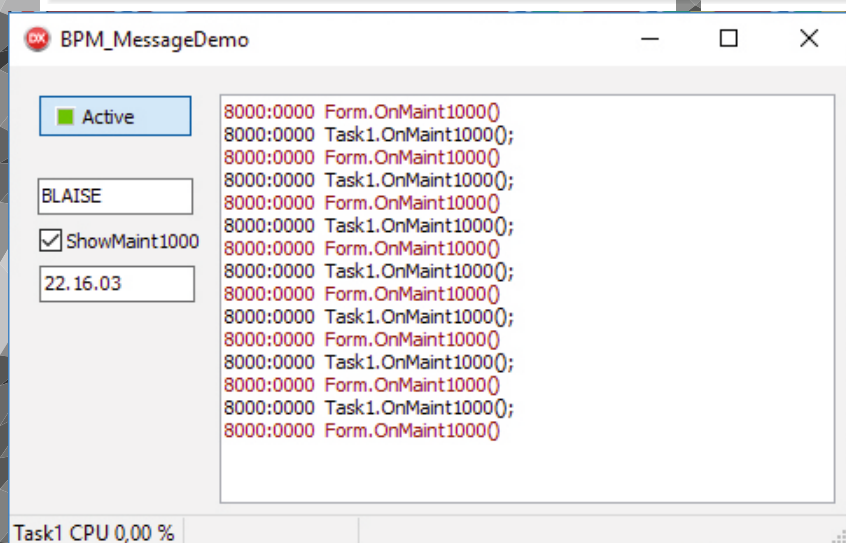 DX BPM_MessageDemo
Active
BLAISE
ShowMaint1000
22.16.03
8000:0000 Form.OnMaint1000()
8000:0000 Task1.OnMaint1000();
8000:0000 Form.OnMaint1000()
8000:0000 Task1.OnMaint1000();
8000:0000 Form.OnMaint1000()
8000:0000 Task1.OnMaint1000();
8000:0000 Form.OnMaint1000()
8000:0000 Task1.OnMaint1000();
8000:0000 Form.OnMaint1000()
8000:0000 Task1.OnMaint1000();
8000:0000 Form.OnMaint1000()
8000:0000 Task1.OnMaint1000();
8000:0000 Form.OnMaint1000()
8000:0000 Task1.OnMaint1000();
8000:0000 Form.OnMaint1000()
Task1 CPU 0,00 %